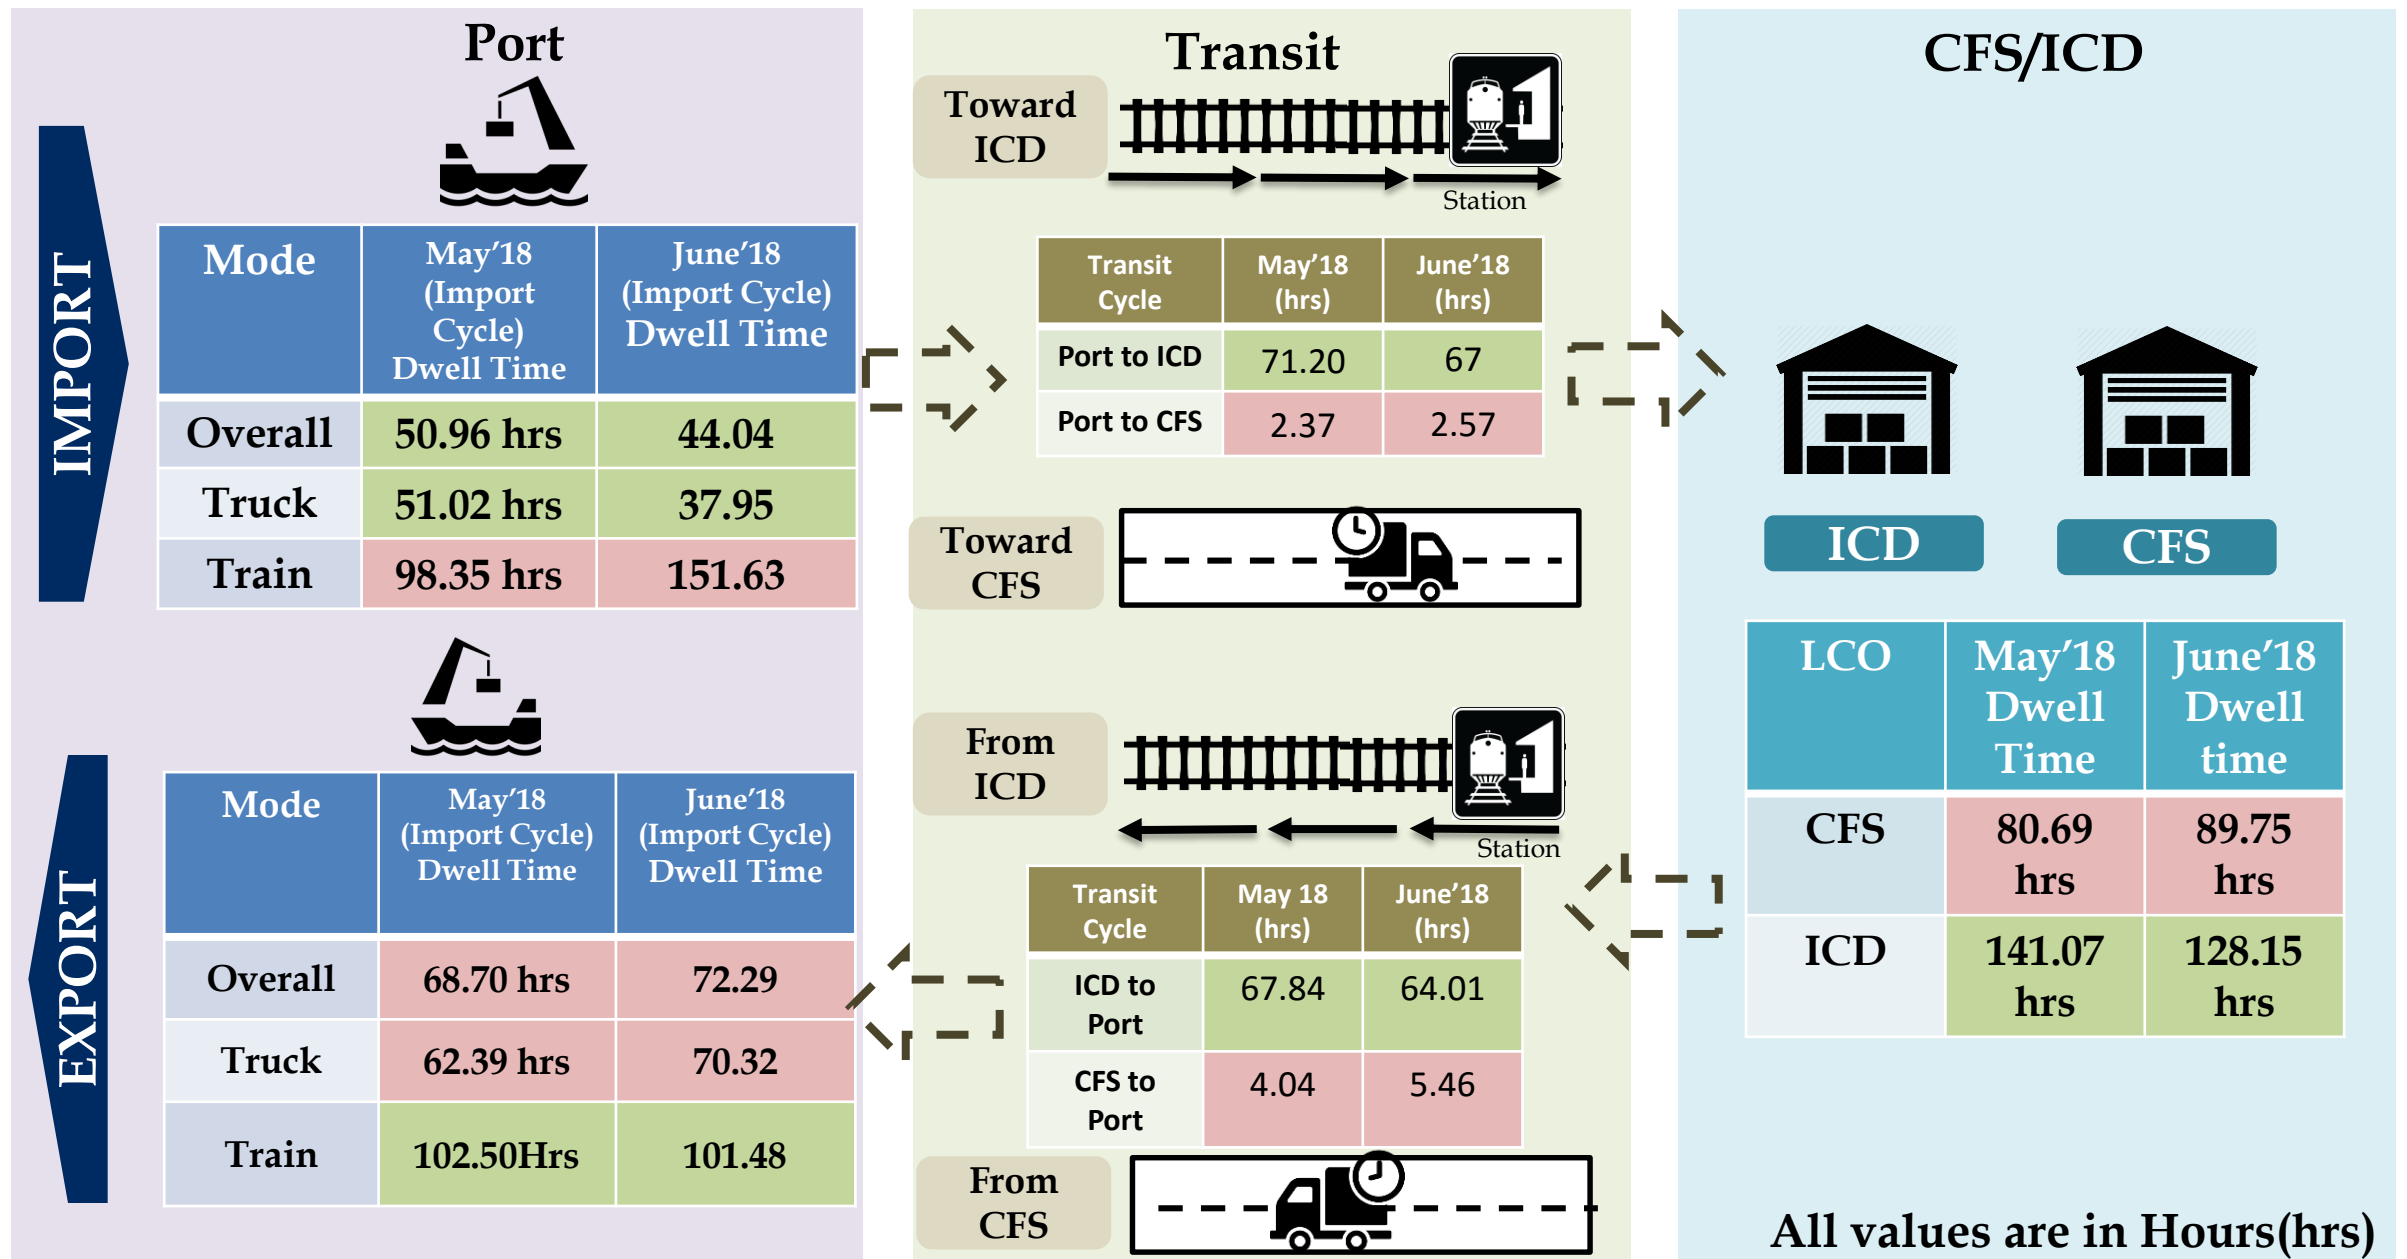 Port
IMPORT
Mode
May’18
(Import
Cycle)
Dwell Time
June’18
(Import Cycle)
Dwell Time
Overall
50.96 hrs
44.04
Truck
51.02 hrs
37.95
Train
98.35 hrs
151.63
EXPORT
Mode
May’18
(Import Cycle)
Dwell Time
June’18
(Import Cycle)
Dwell Time
Overall
68.70 hrs
72.29
Truck
62.39 hrs
70.32
Train
102.50Hrs
101.48
Transit
Toward
ICD
Station
Transit
Cycle
May’18
(hrs)
June’18
(hrs)
Port to ICD
71.20
67
Port to CFS
2.37
2.57
Toward
CFS
From
ICD
Station
Transit
Cycle
May 18
(hrs)
June’18
(hrs)
ICD to
Port
67.84
64.01
CFS to
Port
4.04
5.46
From
CFS
CFS/ICD
ICD
CFS
LCO
May’18
Dwell
Time
June’18
Dwell
time
CFS
80.69
hrs
89.75
hrs
ICD
141.07
hrs
128.15
hrs
All values are in Hours(hrs)